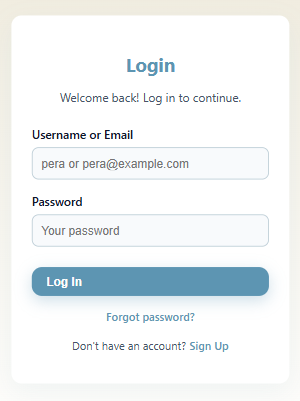 Login
Welcome back! Log in to continue.
Username or Email
pera or pera@example.com
Password
Your password
Log In
Forgot password?
Don't have an account? Sign Up